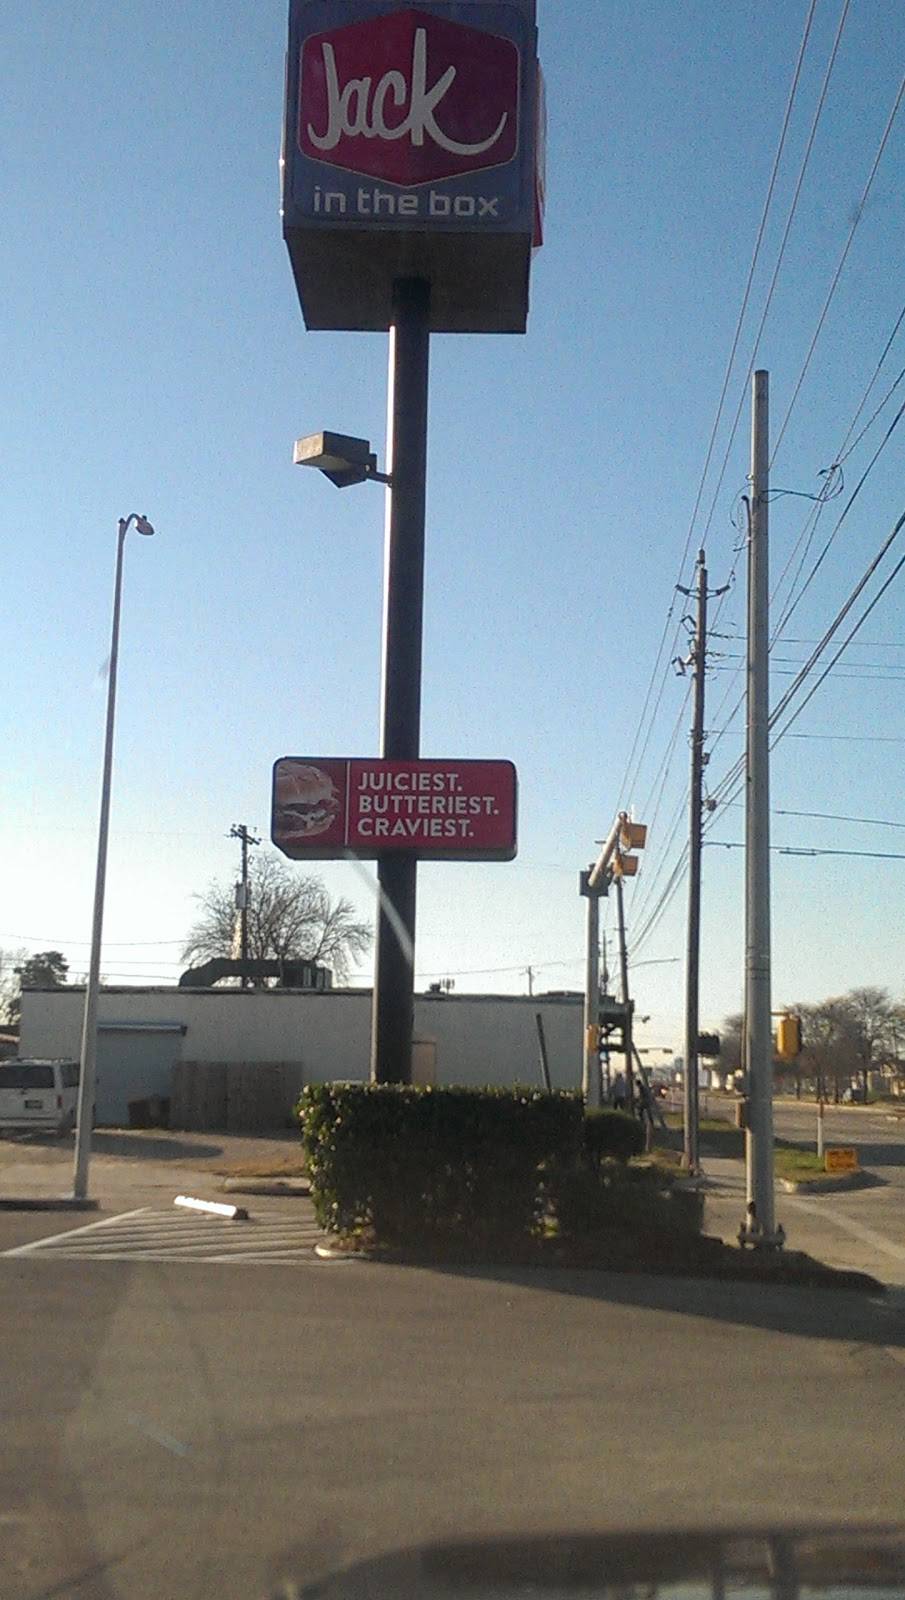 Jack
in the box
JUICIEST.
BUTTERIEST.
CRAVIEST.